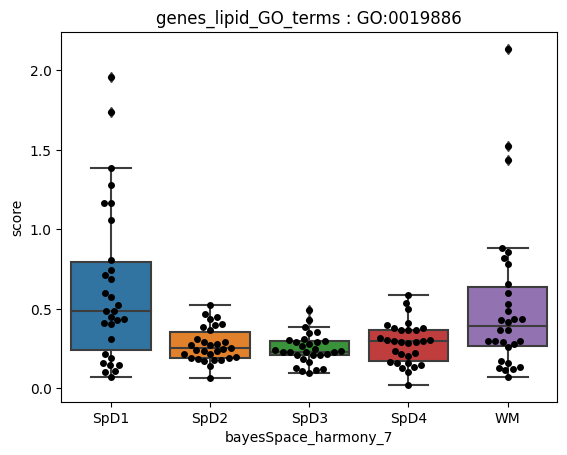 genes_lipid_GO_terms : GO:0019886
2.0
1.5
1.0
0.5
0.0
score
SpD1 SpD2 SpD3 SpD4 WM
bayesSpace_harmony_7